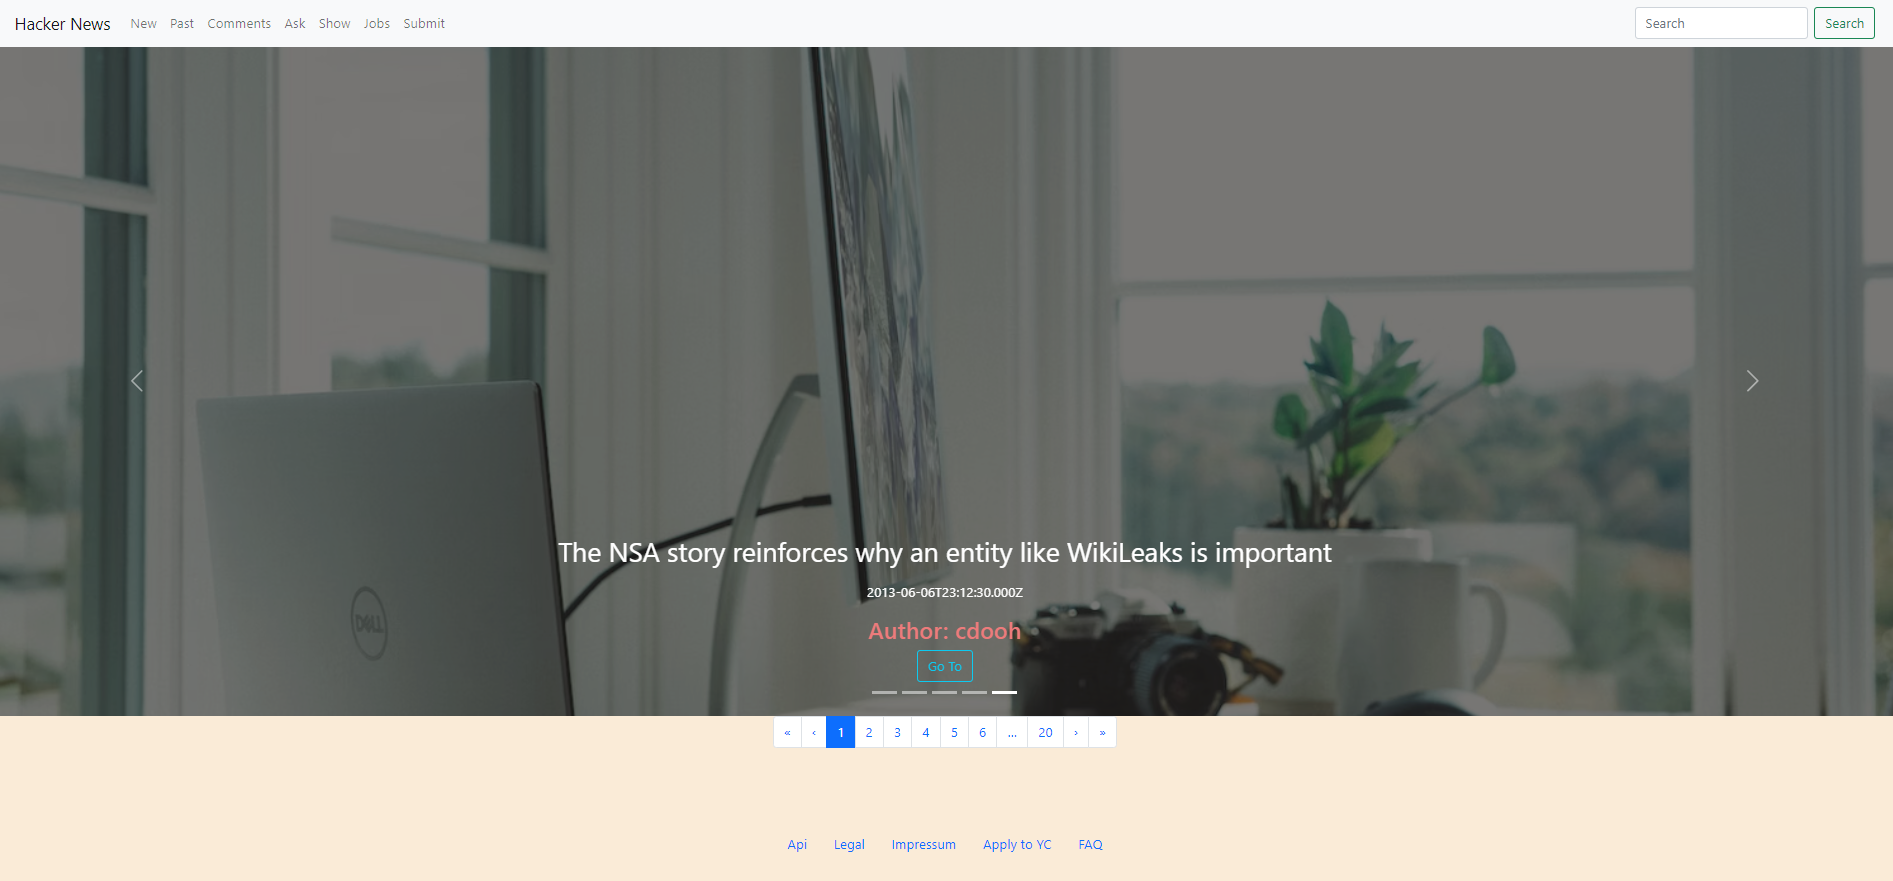 Hacker News New Past Comments Ask Show Jobs Submit Search Search
DELL
The NSA story reinforces why an entity like WikiLeaks is important
2013-06-06T23:12:30.000Z
Author: cdooh
Go To
« ‹ 1 2 3 4 5 6 ... 20 › »
Api Legal Impressum Apply to YC FAQ